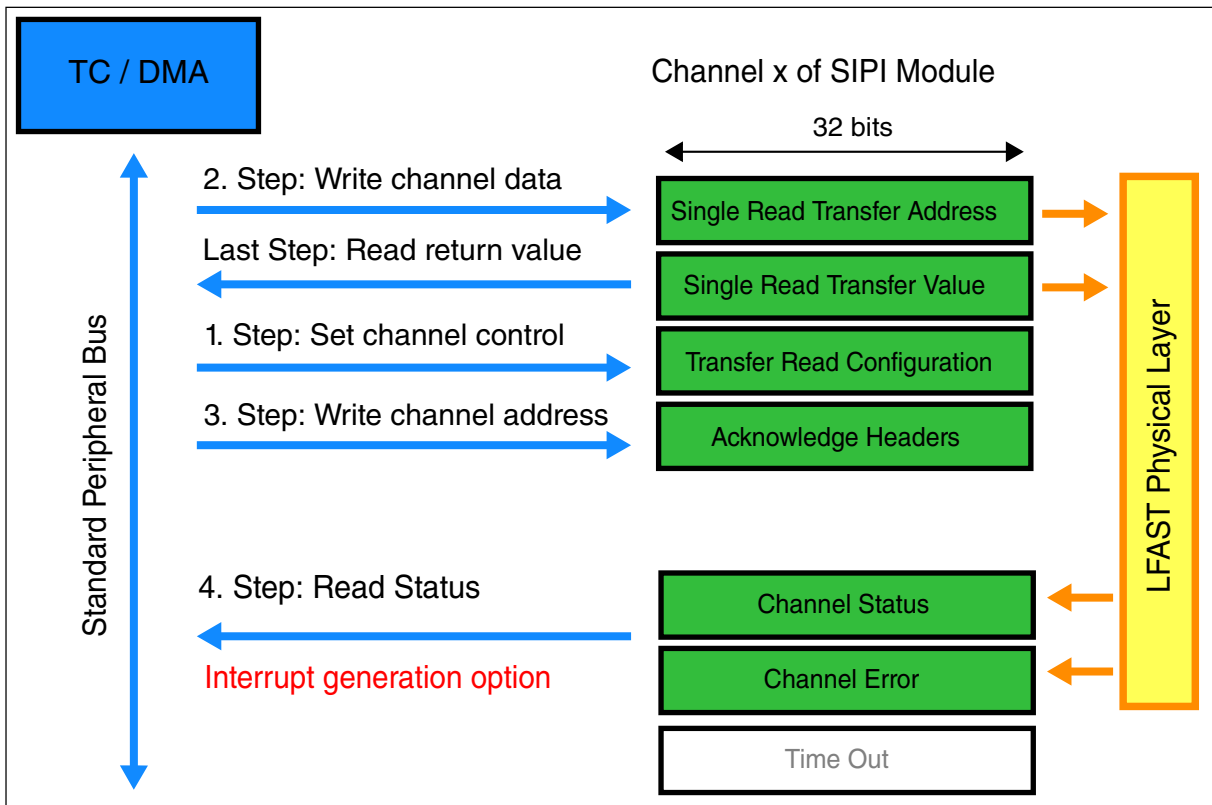 TC / DMA
Channel x of SIPI Module
32 bits
2. Step: Write channel data
Single Read Transfer Address
Last Step: Read return value
Single Read Transfer Value
1. Step: Set channel control
Transfer Read Configuration
3. Step: Write channel address
Acknowledge Headers
Standard Peripheral Bus
LFAST Physical Layer
4. Step: Read Status
Channel Status
Interrupt generation option
Channel Error
Time Out